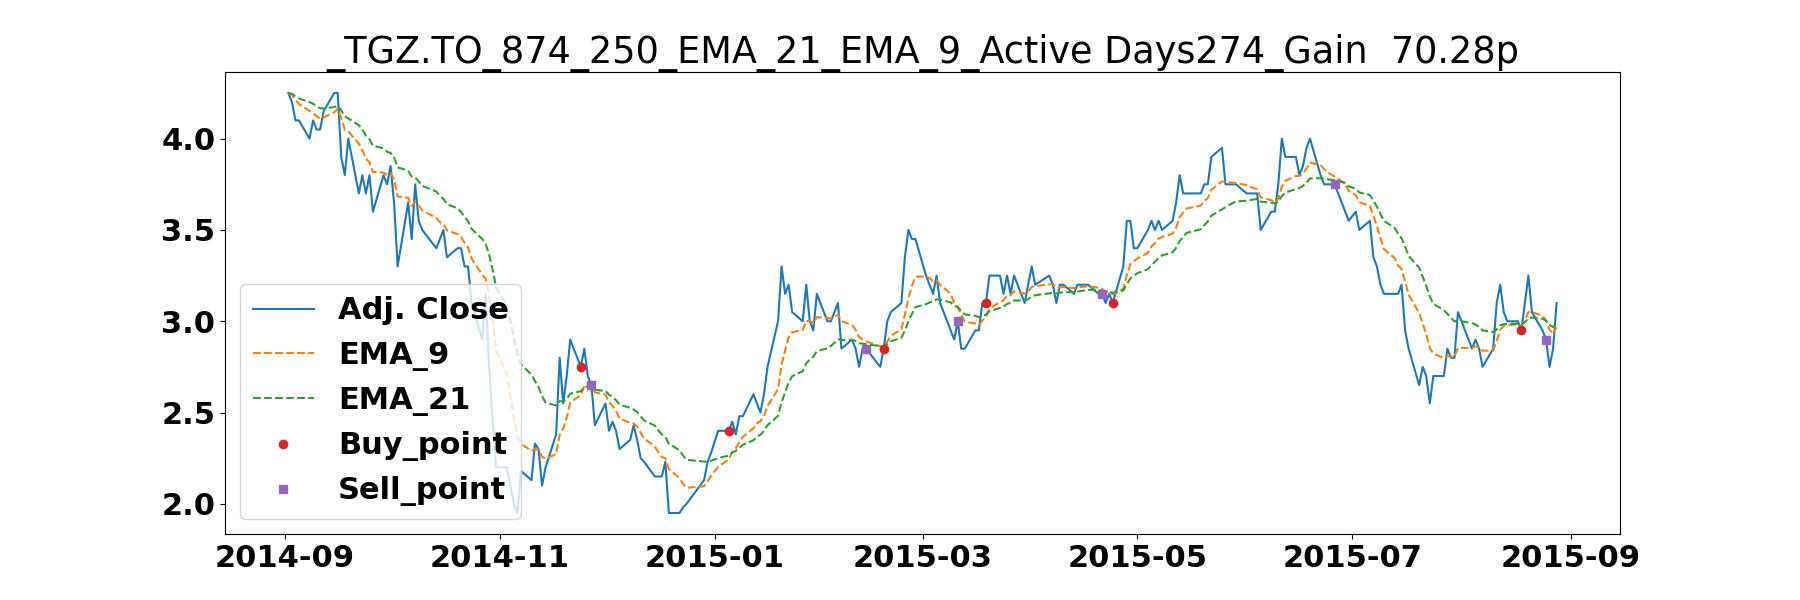 _TGZ.TO_874_250_EMA_21_EMA_9_Active Days274_Gain  70.28p
4.0
3.5
3.0
2.5
2.0
Adj. Close
EMA_9
EMA_21
Buy_point
Sell_point
2014-09 2014-11 2015-01 2015-03 2015-05 2015-07 2015-09